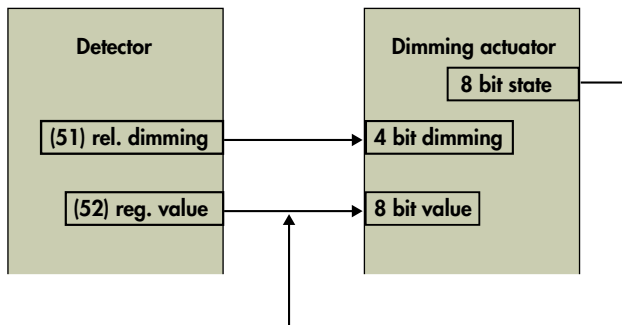 Detector
Dimming actuator
8 bit state
(51) rel. dimming
4 bit dimming
(52) reg. value
8 bit value